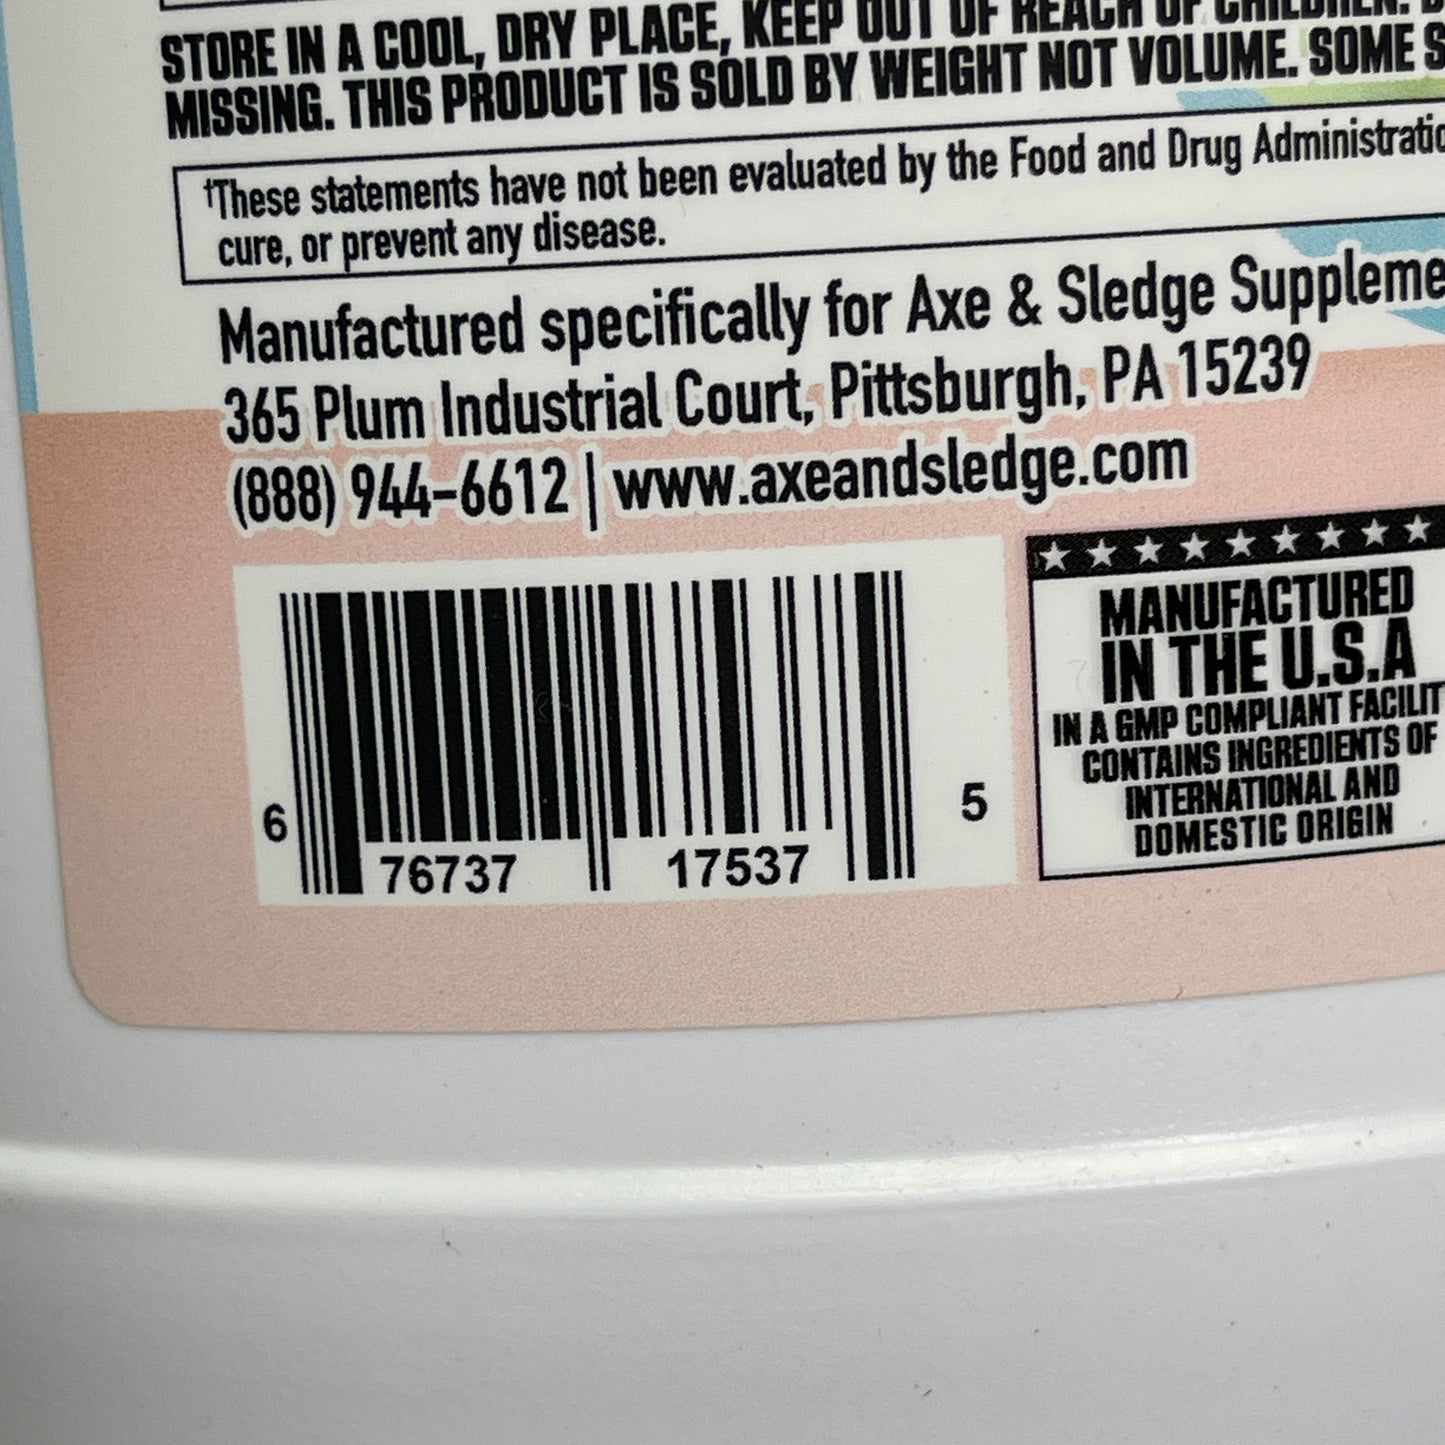 STORE IN A COOL, DRY PLACE, KEEP OUT OF REACH OF CHILDREN.
MISSING. THIS PRODUCT IS SOLD BY WEIGHT NOT VOLUME. SOME
†These statements have not been evaluated by the Food and Drug
cure, or prevent any disease.
Manufactured specifically for Axe & Sledge
365 Plum Industrial Court, Pittsburgh, PA 15239
(888) 944-6612 | www.axeandsledge.com
6 76737 17537 5
MANUFACTURED
IN THE U.S.A
IN A GMP COMPLIANT
CONTAINS INGREDIENTS OF
INTERNATIONAL AND
DOMESTIC ORIGIN